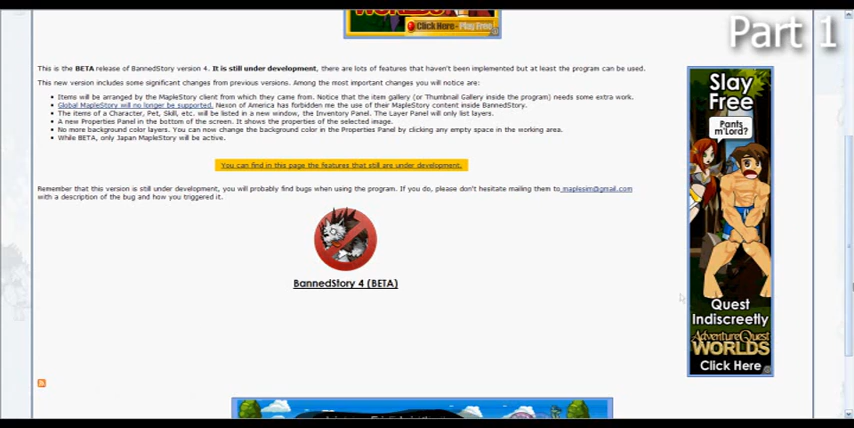 Part 1
Click Here - Play Free
This is the BETA release of BannedStory version 4. It is still under development, there are lots of features that haven't been implemented but at least the program can be used.
This new version includes some significant changes from previous versions. Among the most important changes you will notice are:
Items will be arranged by the MapleStory client from which they came from. Notice that the item gallery (or Thumbnail Gallery inside the program) needs some extra work.
Global MapleStory will no longer be supported. Nexon of America has forbidden me the use of their MapleStory content inside BannedStory.
The items of a Character, Pet, Skill, etc. will be listed in a new window, the Inventory Panel. The Layer Panel will only list layers.
A new Properties Panel in the bottom of the screen. It shows the properties of the selected image.
No more background color layers. You can now change the background color in the Properties Panel by clicking any empty space in the working area.
While BETA, only Japan MapleStory will be active.
You can find in this page the features that still are under development.
Remember that this version is still under development, you will probably find bugs when using the program. If you do, please don't hesitate mailing them to maplesim@gmail.com
with a description of the bug and how you triggered it.
BannedStory 4 (BETA)
Slay
Free
Pants
m'Lord?
Quest
Indiscreetly
AdventureQuest
WORLDS
Click Here